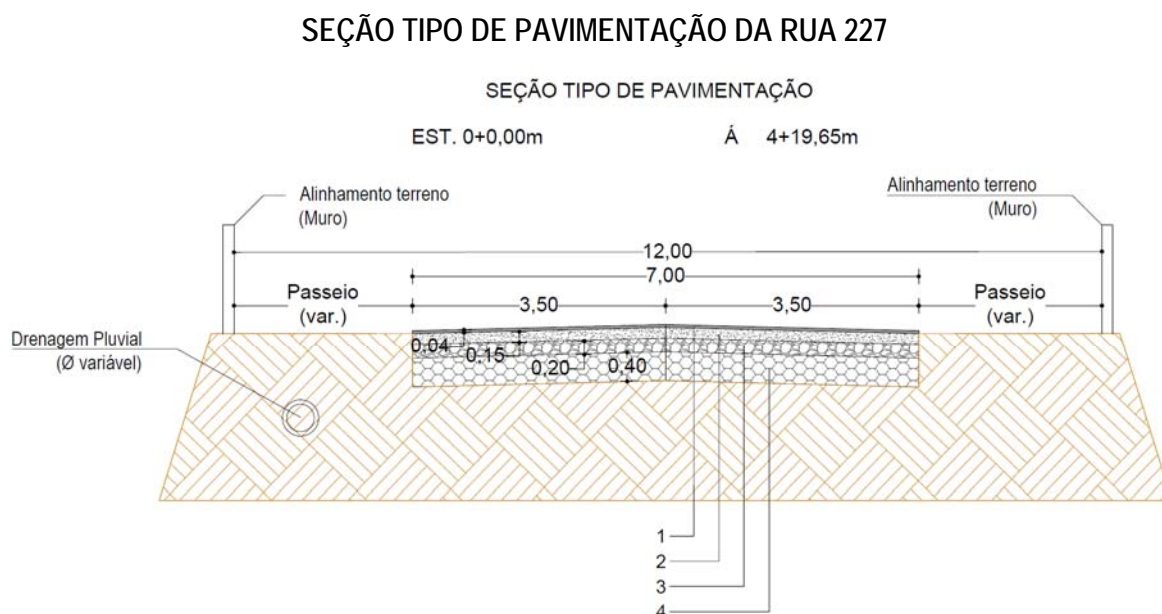 SEÇÃO TIPO DE PAVIMENTAÇÃO DA RUA 227
SEÇÃO TIPO DE PAVIMENTAÇÃO
EST. 0+0,00m Á 4+19,65m
Alinhamento terreno
(Muro)
Alinhamento terreno
(Muro)
12,00
7,00
Passeio
(var.)
3,50
3,50
Passeio
(var.)
Drenagem Pluvial
(Ø variável)
0,04
0,15
0,20
0,40
1
2
3
4